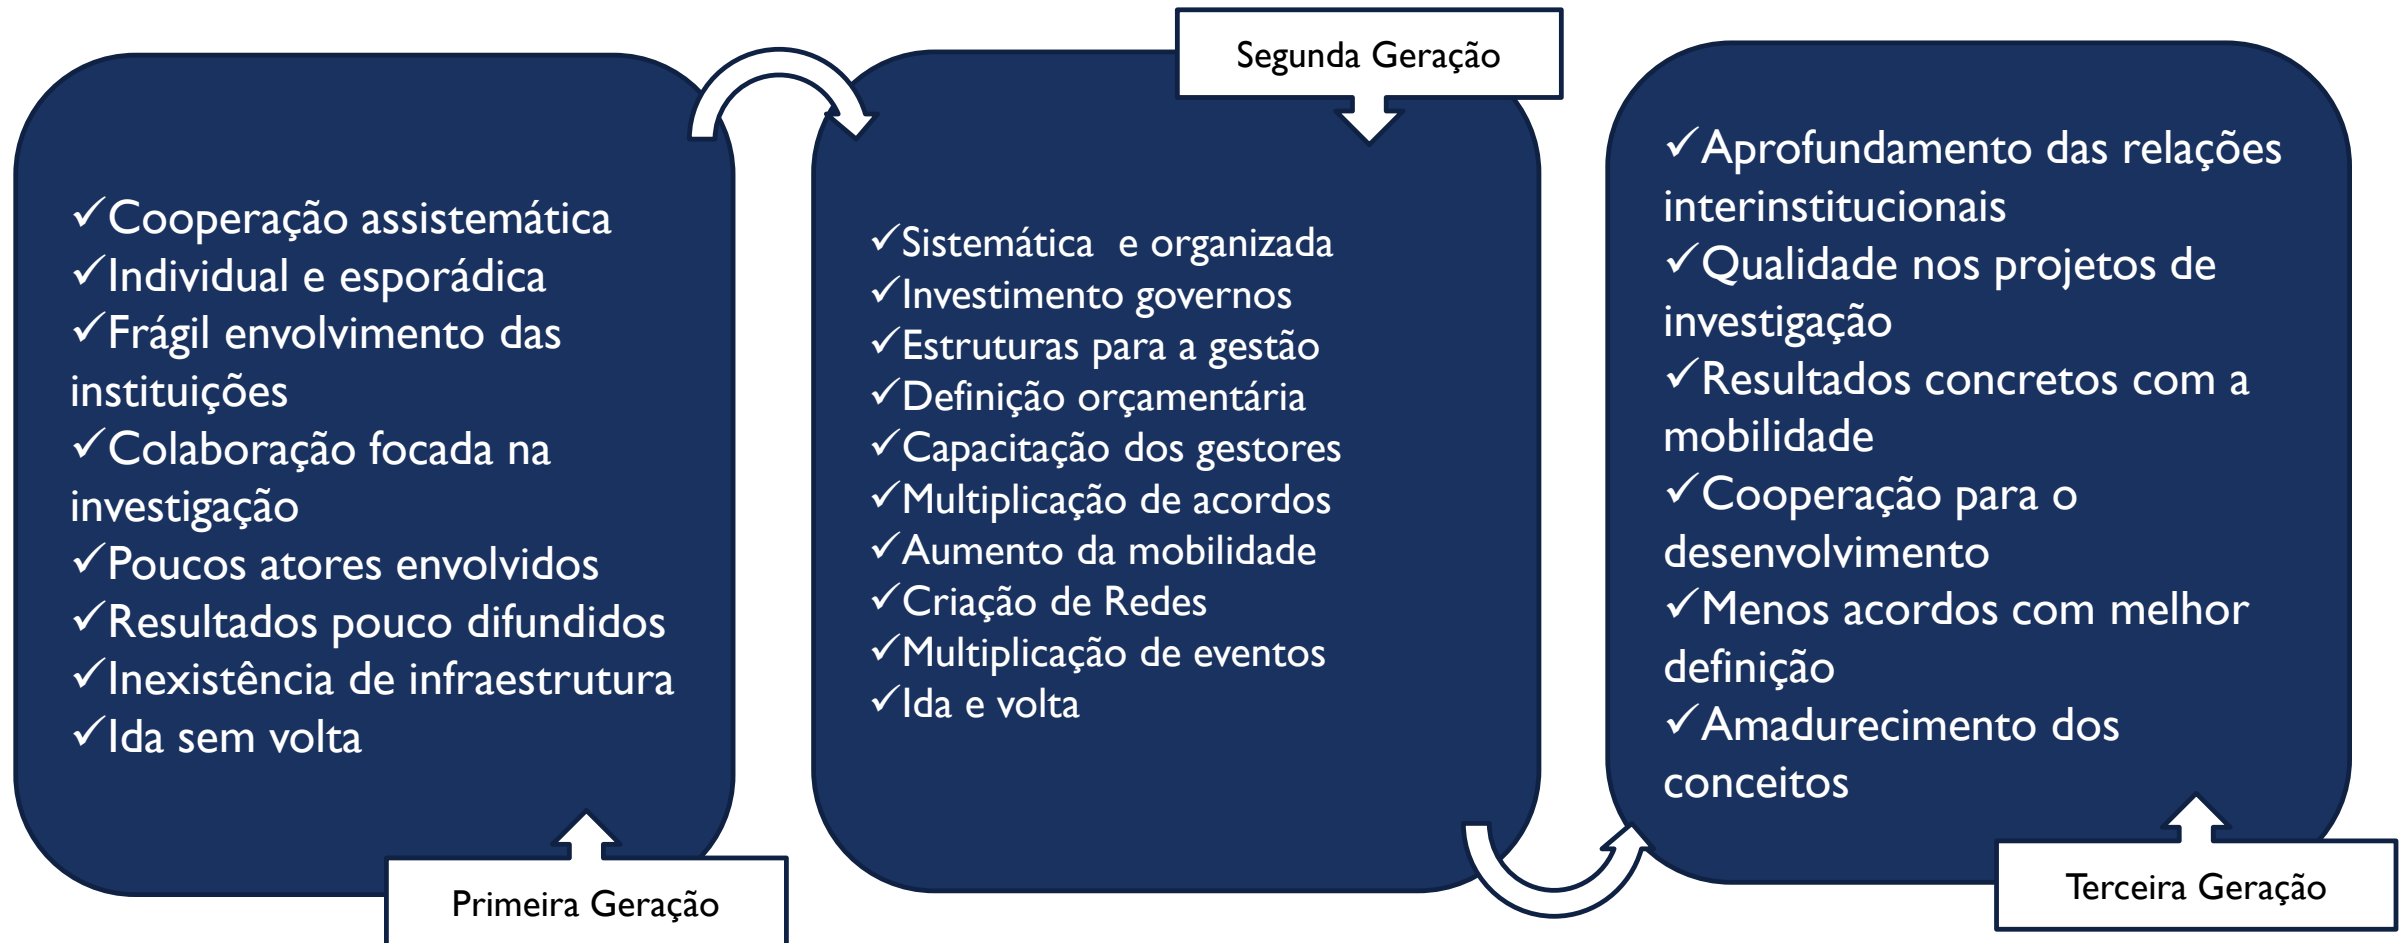 ✓Cooperação assistemática
✓Individual e esporádica
✓Frágil envolvimento das
instituições
✓Colaboração focada na
investigação
✓Poucos atores envolvidos
✓Resultados pouco difundidos
✓Inexistência de infraestrutura
✓Ida sem volta
Primeira Geração
Segunda Geração
✓Sistemática  e organizada
✓Investimento governos
✓Estruturas para a gestão
✓Definição orçamentária
✓Capacitação dos gestores
✓Multiplicação de acordos
✓Aumento da mobilidade
✓Criação de Redes
✓Multiplicação de eventos
✓Ida e volta
✓Aprofundamento das relações
interinstitucionais
✓Qualidade nos projetos de
investigação
✓Resultados concretos com a
mobilidade
✓Cooperação para o
desenvolvimento
✓Menos acordos com melhor
definição
✓Amadurecimento dos
conceitos
Terceira Geração